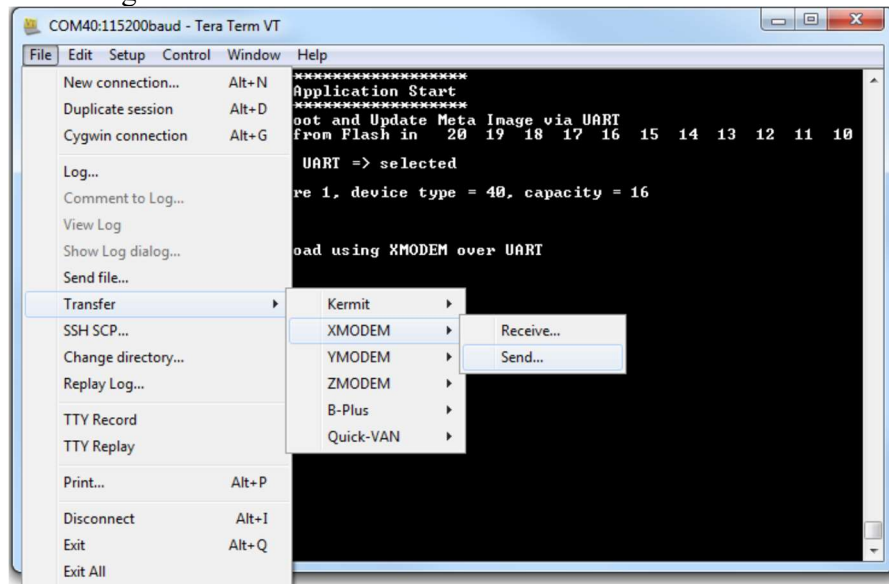 COM40:115200baud - Tera Term VT
File Edit Setup Control Window Help
New connection... Alt+N
Duplicate session Alt+D
Cygwin connection Alt+G
Log...
Comment to Log...
View Log
Show Log dialog...
Send file...
Transfer
SSH SCP...
Change directory...
Replay Log...
TTY Record
TTY Replay
Print... Alt+P
Disconnect Alt+I
Exit Alt+Q
Exit All
Kermit
XMODEM
YMODEM
ZMODEM
B-Plus
Quick-VAN
Receive...
Send...
******************
Application Start
******************
oot and Update Meta Image via UART
from Flash in 20 19 18 17 16 15 14 13 12 11 10
UART => selected
re 1, device type = 40, capacity = 16
oad using XMODEM over UART